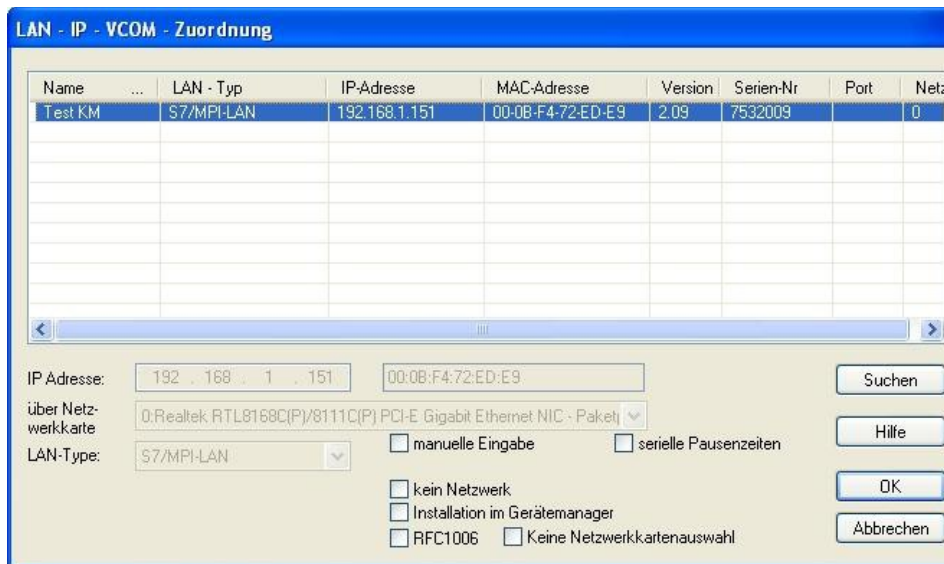 LAN - IP - VCOM - Zuordnung
Name ... LAN - Typ IP-Adresse MAC-Adresse Version Serien-Nr Port Netz
Test KM S7/MPI-LAN 192.168.1.151 00-0B-F4-72-ED-E9 2.09 7532009 0
IP Adresse: 192 . 168 . 1 . 151 00:0B:F4:72:ED:E9 Suchen
über Netz-
werkkarte 0:Realtek RTL8168C(P)/8111C(P) PCI-E Gigabit Ethernet NIC - Paketp
Hilfe
manuelle Eingabe serielle Pausenzeiten
LAN-Type: S7/MPI-LAN
kein Netzwerk OK
Installation im Gerätemanager
RFC1006 Keine Netzwerkkartenauswahl Abbrechen